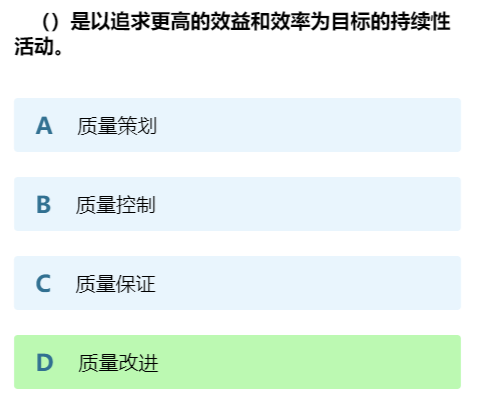 （）是以追求更高的效益和效率为目标的持续性
活动。
A 质量策划
B 质量控制
C 质量保证
D 质量改进